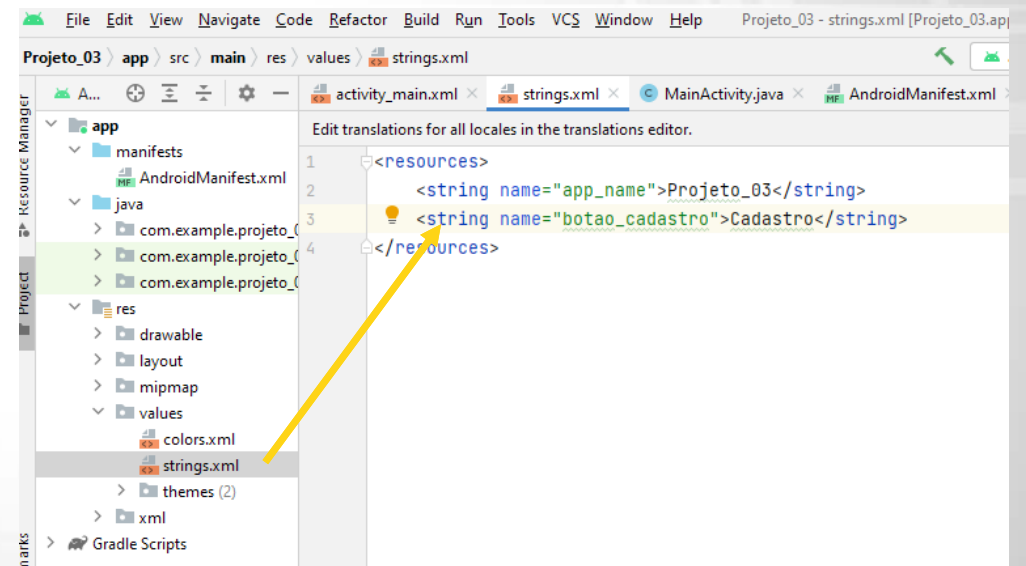 File Edit View Navigate Code Refactor Build Run Tools VCS Window Help Projeto_03 - strings.xml [Projeto_03.app
Projeto_03 app src main res values strings.xml
A... activity_main.xml strings.xml MainActivity.java AndroidManifest.xml
Resource Manager
Project
marks
app
manifests
AndroidManifest.xml
java
com.example.projeto_0
com.example.projeto_0
com.example.projeto_0
res
drawable
layout
mipmap
values
colors.xml
strings.xml
themes (2)
xml
Gradle Scripts
Edit translations for all locales in the translations editor.
1 <resources>
2 <string name="app_name">Projeto_03</string>
3 <string name="botao_cadastro">Cadastro</string>
4 </resources>